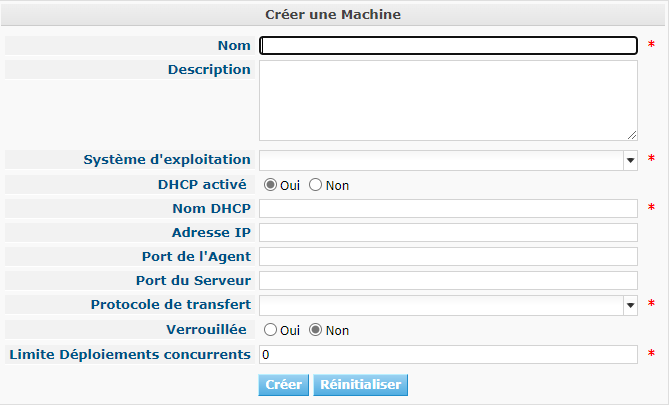 Créer une Machine
Nom *
Description
Système d'exploitation *
DHCP activé Oui Non
Nom DHCP *
Adresse IP
Port de l'Agent
Port du Serveur
Protocole de transfert *
Verrouillée Oui Non
Limite Déploiements concurrents 0 *
Créer Réinitialiser